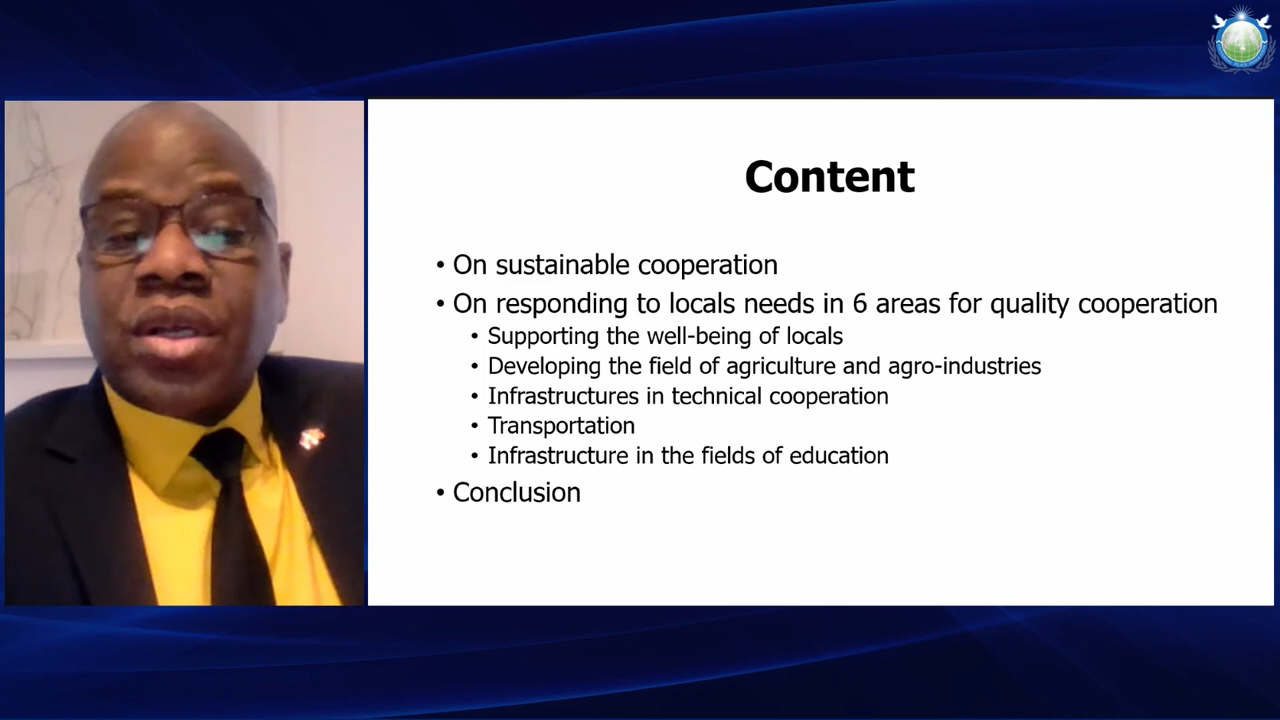 Content
• On sustainable cooperation
• On responding to locals needs in 6 areas for quality cooperation
• Supporting the well-being of locals
• Developing the field of agriculture and agro-industries
• Infrastructures in technical cooperation
• Transportation
• Infrastructure in the fields of education
• Conclusion